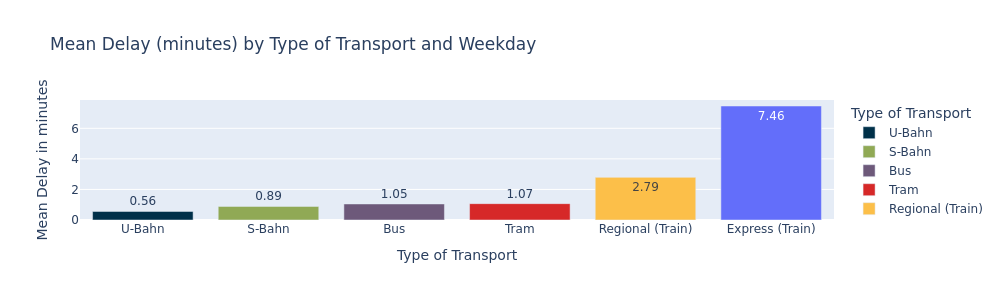 Mean Delay (minutes) by Type of Transport and Weekday
Mean Delay in minutes
6
4
2
0
0.56
0.89
1.05
1.07
2.79
7.46
U-Bahn
S-Bahn
Bus
Tram
Regional (Train)
Express (Train)
Type of Transport
Type of Transport
U-Bahn
S-Bahn
Bus
Tram
Regional (Train)